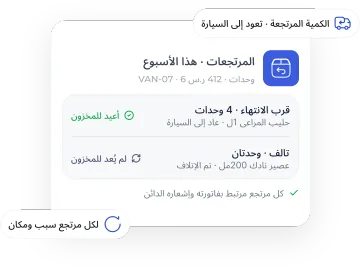 الكمية المرتجعة · تعود إلى السيارة
المرتجعات · هذا الأسبوع
VAN-07 · 6 وحدات · 412 ر.س
قرب الانتهاء · 4 وحدات
أعيد للمخزون
حليب المراعي 1ل · عاد إلى السيارة
تالف · وحدتان
لم يُعد للمخزون
عصير نادك 200مل · تم الإتلاف
كل مرتجع مرتبط بفاتورته وإشعاره الدائن
لكل مرتجع سبب ومكان